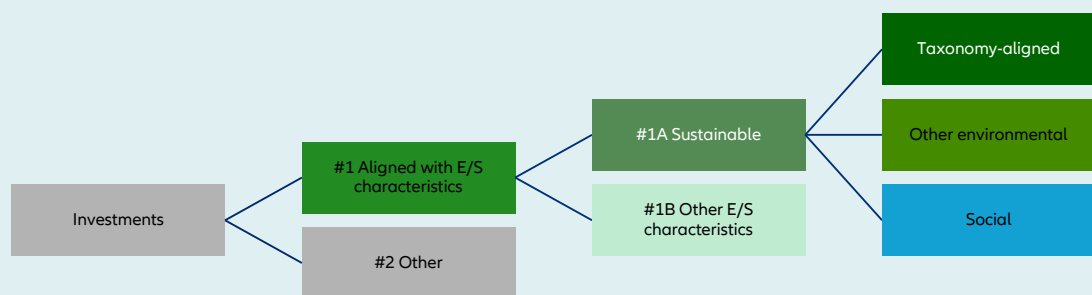 Investments
#1 Aligned with E/S
characteristics
#2 Other
#1A Sustainable
#1B Other E/S
characteristics
Taxonomy-aligned
Other environmental
Social